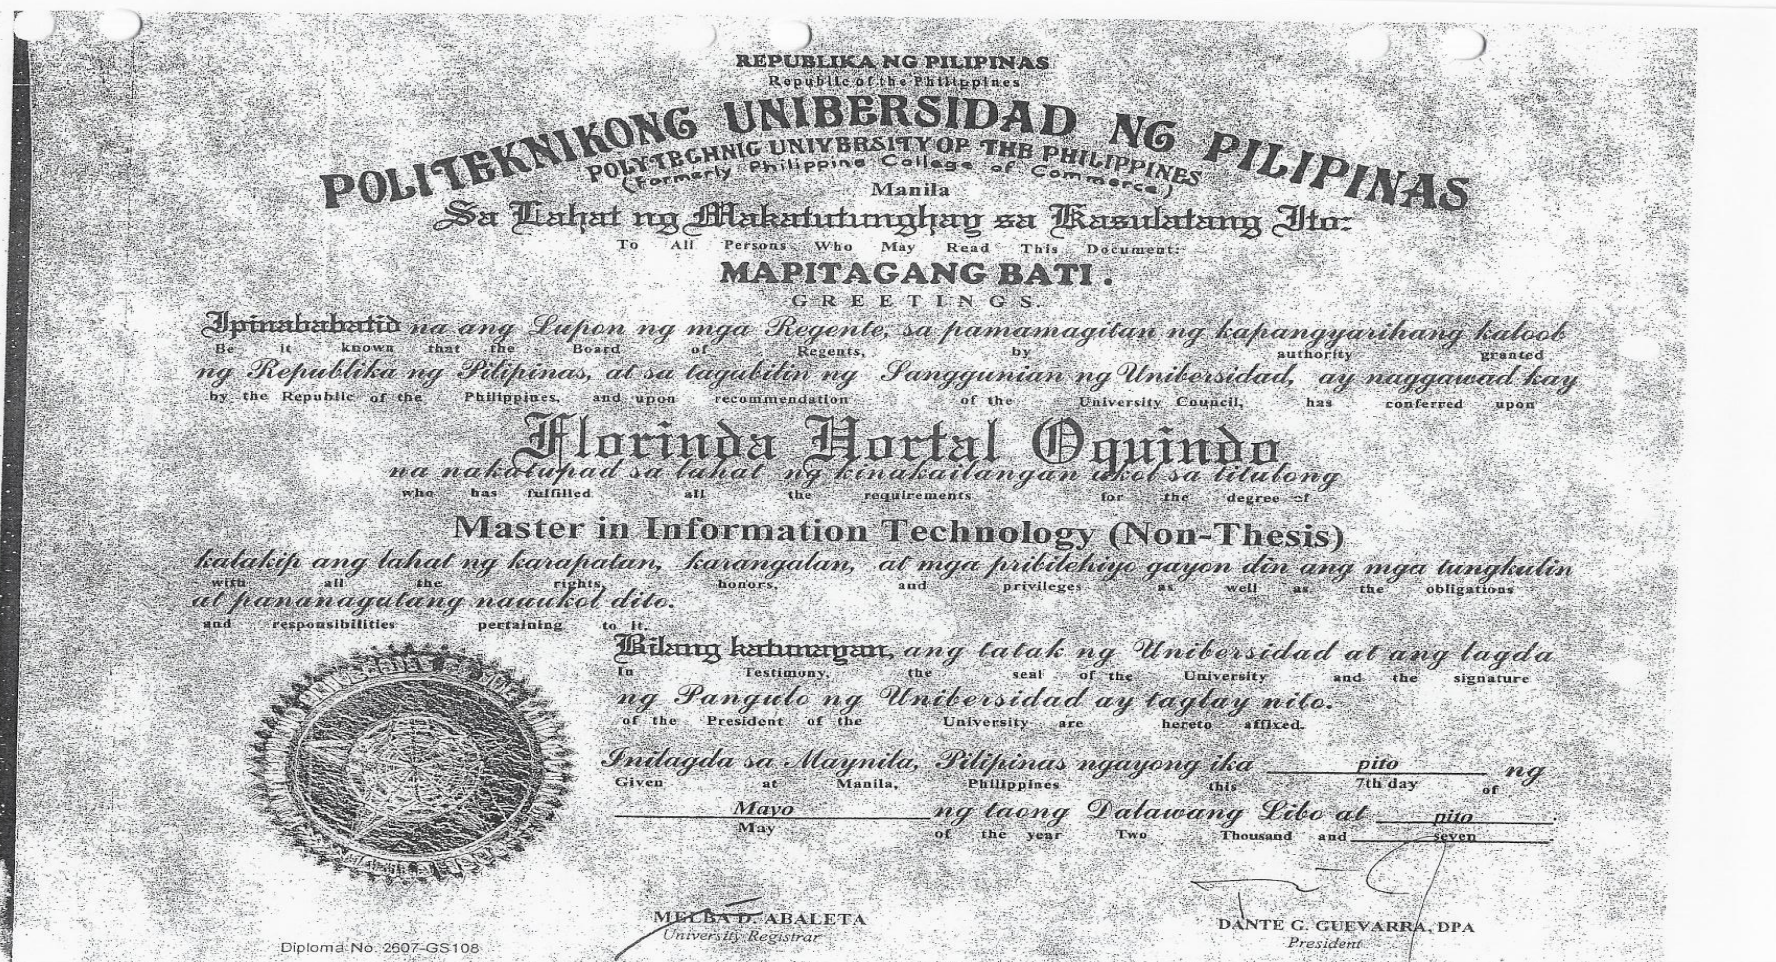 REPUBLIKA NG PILIPINAS
Republic of the Philippines
POLITEKNIKONG UNIBERSIDAD NG PILIPINAS
POLYTECHNIC UNIVERSITY OF THE PHILIPPINES
(Formerly Philippine College of Commerce)
Manila
Sa Lahat ng Makatutunghay sa Kasulatang Ito:
To All Persons Who May Read This Document:
MAPITAGANG BATI.
GREETINGS.
Ipinababatid na ang Lupon ng mga Regente, sa pamamagitan ng kapangyarihang kaloob
Be it known that the Board of Regents, by authority granted
ng Republika ng Pilipinas, at sa tagubilin ng Sanggunian ng Unibersidad, ay naggawad kay
by the Republic of the Philippines, and upon recommendation of the University Council, has conferred upon
Florinda Hortal Oquindo
na nakatupad sa lahat ng kinakailangan ukol sa titulong
who has fulfilled all the requirements for the degree of
Master in Information Technology (Non-Thesis)
kalakip ang lahat ng karapatan, karangalan, at mga pribilehiyo gayon din ang mga tungkulin
with all the rights, honors, and privileges as well as the obligations
at pananagutang nauukol dito.
and responsibilities pertaining to it.
Bilang katunayan, ang tatak ng Unibersidad at ang lagda
In Testimony, the seal of the University and the signature
ng Pangulo ng Unibersidad ay taglay nito.
of the President of the University are hereto affixed.
Inilagda sa Maynila, Pilipinas ngayong ika pito ng
Given at Manila, Philippines this 7th day of
Mayo ng taong Dalawang Libo at pito.
May of the year Two Thousand and seven
MELBA D. ABALETA
University Registrar
DANTE G. GUEVARRA, DPA
President
Diploma No. 2607-GS108